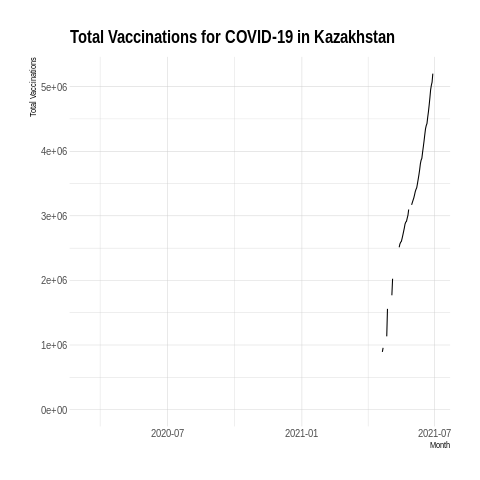 Total Vaccinations for COVID-19 in Kazakhstan
Total Vaccinations
5e+06
4e+06
3e+06
2e+06
1e+06
0e+00
2020-07 2021-01 2021-07
Month